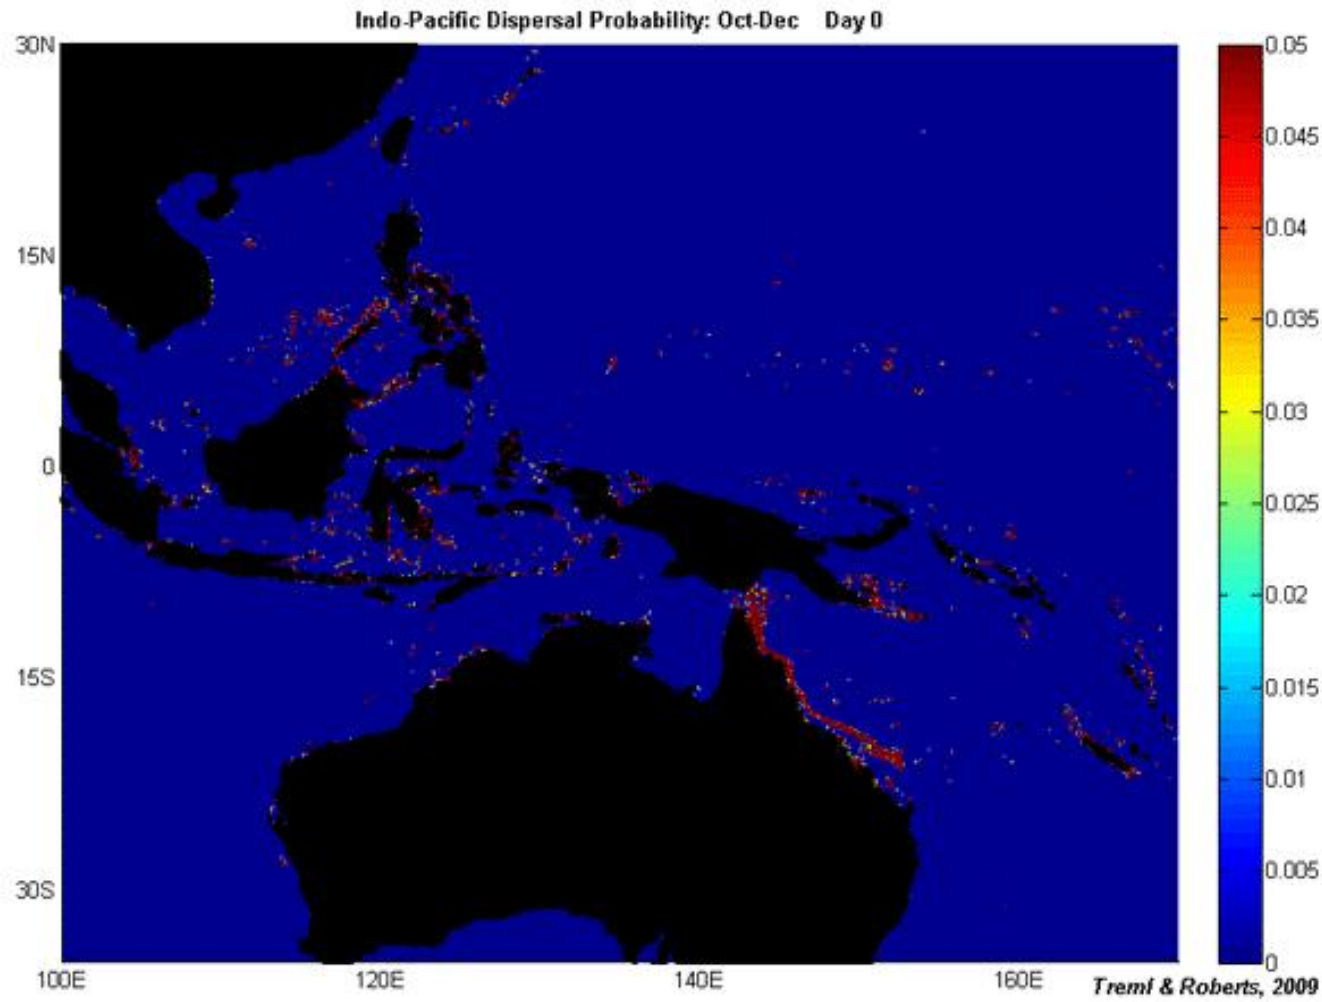 Indo-Pacific Dispersal Probability: Oct-Dec Day 0
30N
15N
0
15S
30S
100E 120E 140E 160E
0.05
0.045
0.04
0.035
0.03
0.025
0.02
0.015
0.01
0.005
0
Treml & Roberts, 2009